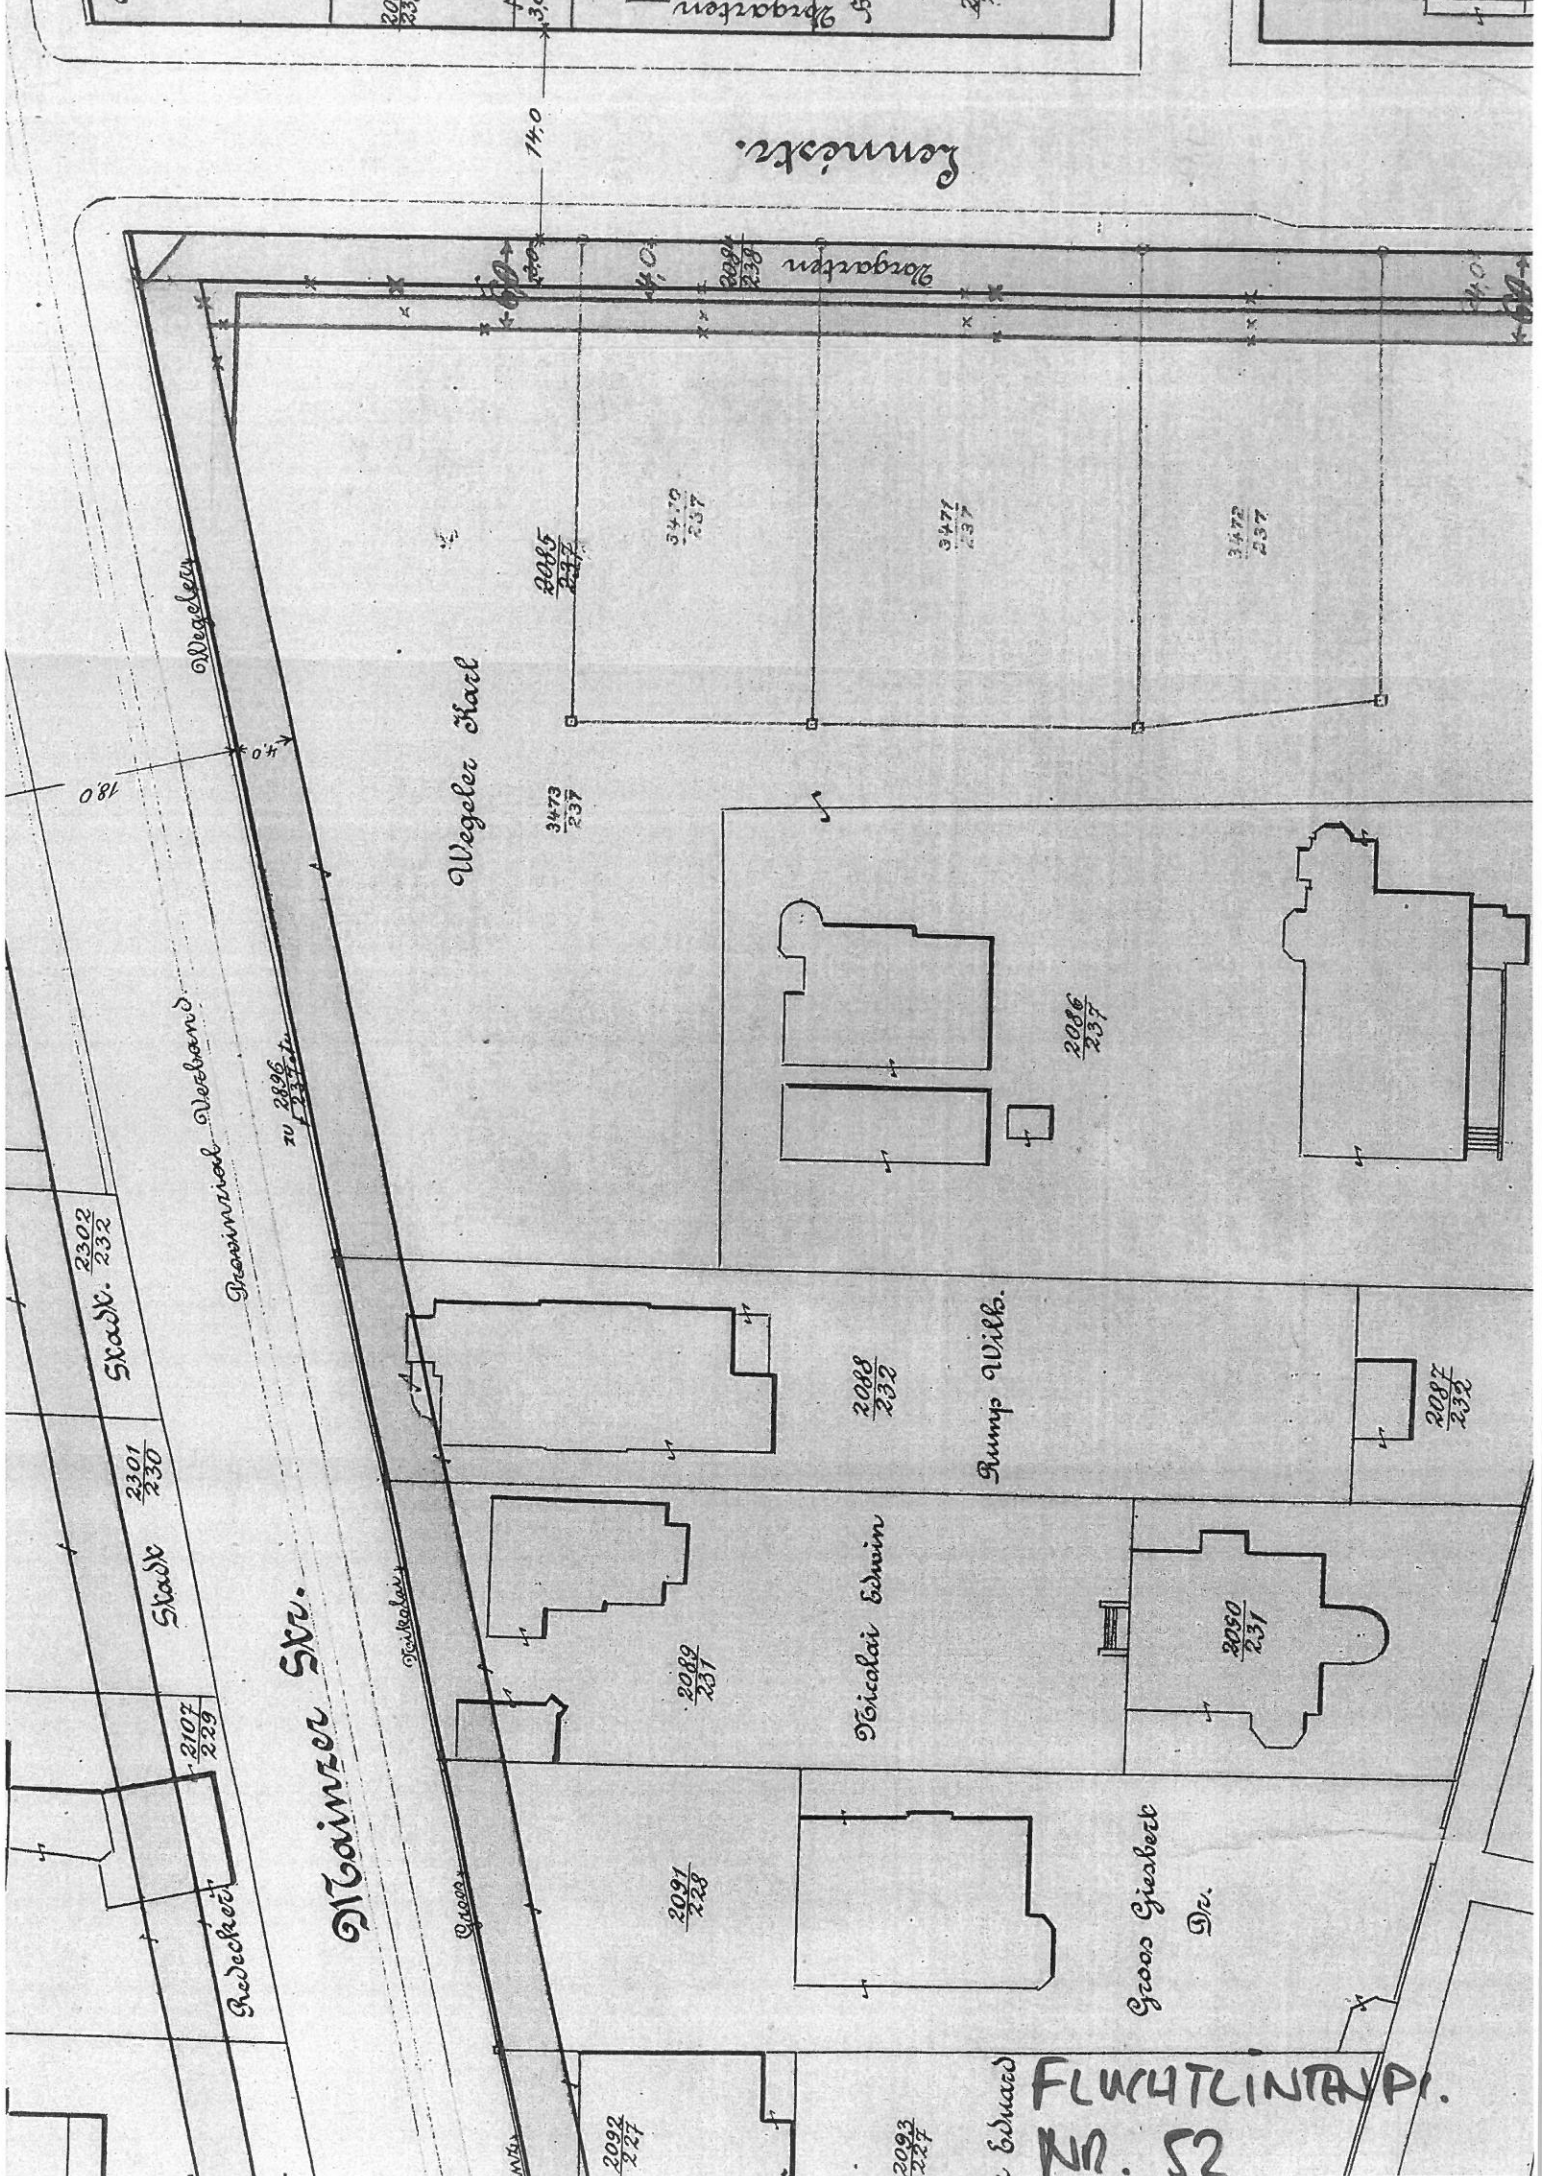 Vorgarten
14,0
Lennéstr.
Vorgarten
4,0
2084
238
4,0
2085
237
3470
237
3471
237
3472
237
Wegeler
4,0
18,0
Wegeler Karl
3473
237
Provinzial Verband
zu 2896
237 etc
2086
237
Stadt. 2302
232
Stadt 2301
230
2107
229
Mainzer Str.
Redecker
2088
232
Rump Wilh.
2087
232
Nikolai
2089
231
Nicolai Edwin
2090
231
Groos
2091
228
Groos Giesbert
Dr.
2092
227
2093
227
Eduard
FLUCHTLINIENPL.
NR. 52